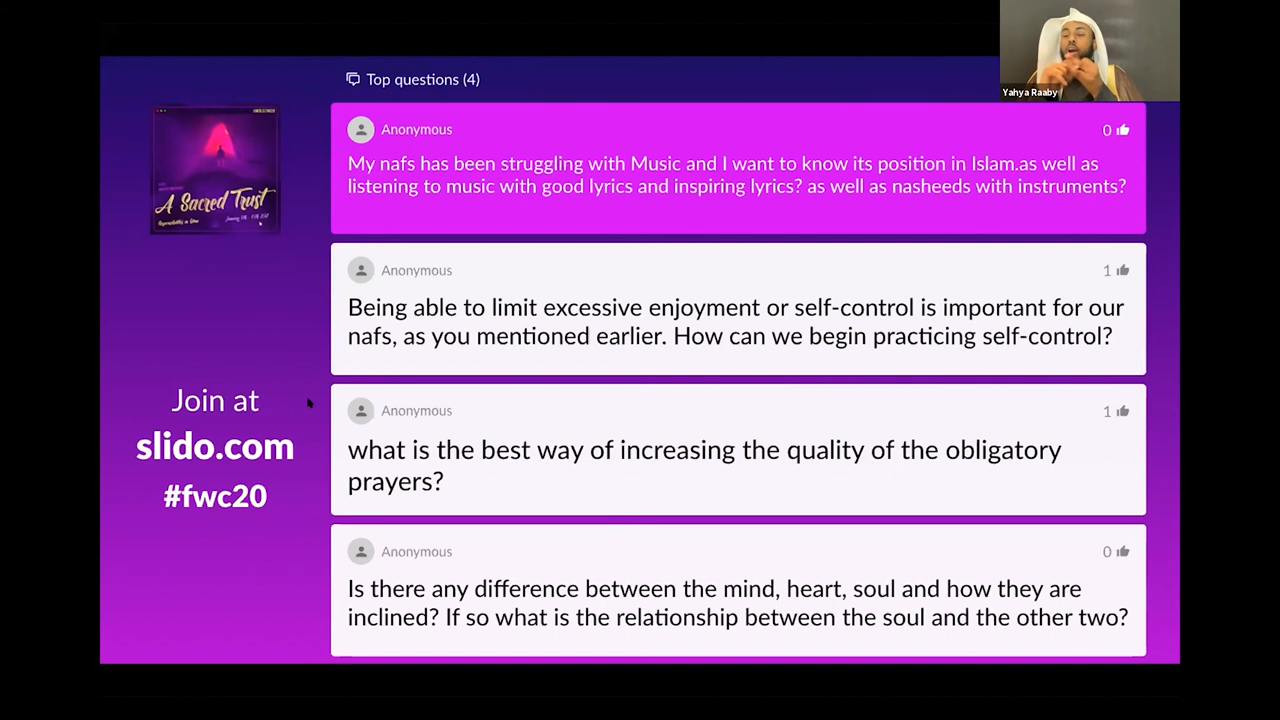 Top questions (4)
Yahya Raaby
Anonymous
0
My nafs has been struggling with Music and I want to know its position in Islam.as well as
listening to music with good lyrics and inspiring lyrics? as well as nasheeds with instruments?
Anonymous
1
Being able to limit excessive enjoyment or self-control is important for our
nafs, as you mentioned earlier. How can we begin practicing self-control?
Anonymous
1
what is the best way of increasing the quality of the obligatory
prayers?
Anonymous
0
Is there any difference between the mind, heart, soul and how they are
inclined? If so what is the relationship between the soul and the other two?
A Sacred Trust
Join at
slido.com
#fwc20